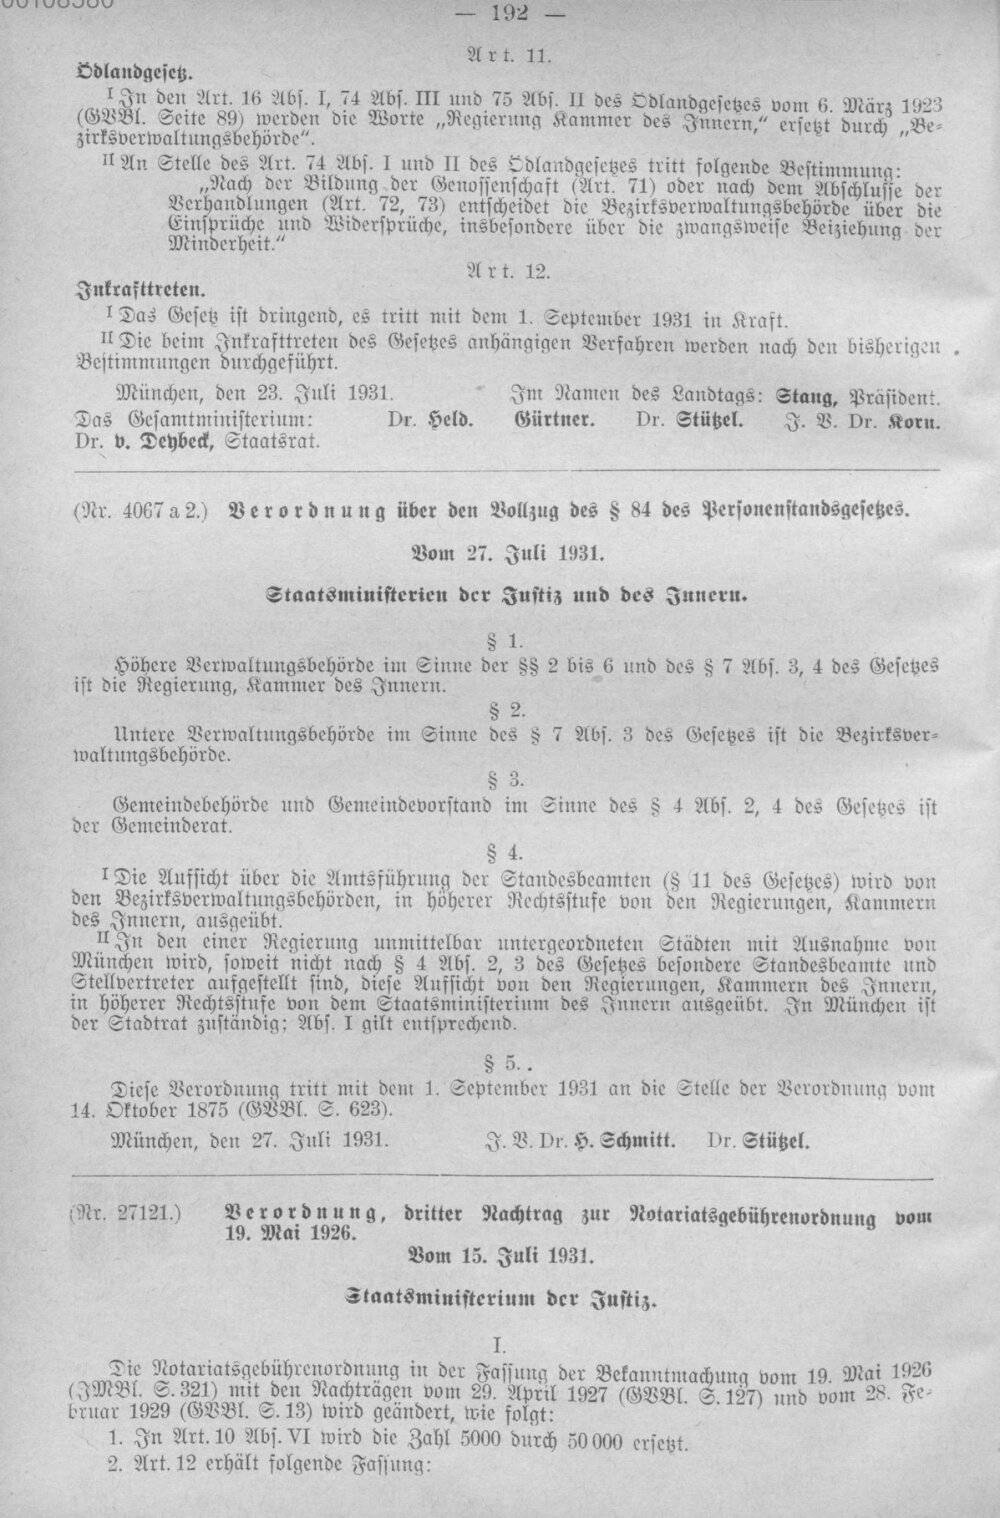 00108580
— 192 —
Art. 11.
Ödlandgesetz.
I In den Art. 16 Abs. I, 74 Abs. III und 75 Abs. II des Ödlandgesetzes vom 6. März 1923
(GVBl. Seite 89) werden die Worte „Regierung Kammer des Innern,“ ersetzt durch „Be-
zirksverwaltungsbehörde“.
II An Stelle des Art. 74 Abs. I und II des Ödlandgesetzes tritt folgende Bestimmung:
„Nach der Bildung der Genossenschaft (Art. 71) oder nach dem Abschlusse der
Verhandlungen (Art. 72, 73) entscheidet die Bezirksverwaltungsbehörde über die
Einsprüche und Widersprüche, insbesondere über die zwangsweise Beiziehung der
Minderheit.“
Art. 12.
Inkrafttreten.
I Das Gesetz ist dringend, es tritt mit dem 1. September 1931 in Kraft.
II Die beim Inkrafttreten des Gesetzes anhängigen Verfahren werden nach den bisherigen
Bestimmungen durchgeführt.
München, den 23. Juli 1931. Im Namen des Landtags: Stang, Präsident.
Das Gesamtministerium: Dr. Held. Gürtner. Dr. Stützel. J. V. Dr. Korn.
Dr. v. Deybeck, Staatsrat.
(Nr. 4067 a 2.) Verordnung über den Vollzug des § 84 des Personenstandsgesetzes.
Vom 27. Juli 1931.
Staatsministerien der Justiz und des Innern.
§ 1.
Höhere Verwaltungsbehörde im Sinne der §§ 2 bis 6 und des § 7 Abs. 3, 4 des Gesetzes
ist die Regierung, Kammer des Innern.
§ 2.
Untere Verwaltungsbehörde im Sinne des § 7 Abs. 3 des Gesetzes ist die Bezirksver-
waltungsbehörde.
§ 3.
Gemeindebehörde und Gemeindevorstand im Sinne des § 4 Abs. 2, 4 des Gesetzes ist
der Gemeinderat.
§ 4.
I Die Aufsicht über die Amtsführung der Standesbeamten (§ 11 des Gesetzes) wird von
den Bezirksverwaltungsbehörden, in höherer Rechtsstufe von den Regierungen, Kammern
des Innern, ausgeübt.
II In den einer Regierung unmittelbar untergeordneten Städten mit Ausnahme von
München wird, soweit nicht nach § 4 Abs. 2, 3 des Gesetzes besondere Standesbeamte und
Stellvertreter aufgestellt sind, diese Aufsicht von den Regierungen, Kammern des Innern,
in höherer Rechtsstufe von dem Staatsministerium des Innern ausgeübt. In München ist
der Stadtrat zuständig; Abs. I gilt entsprechend.
§ 5.
Diese Verordnung tritt mit dem 1. September 1931 an die Stelle der Verordnung vom
14. Oktober 1875 (GVBl. S. 623).
München, den 27. Juli 1931. J. V. Dr. H. Schmitt. Dr. Stützel.
(Nr. 27121.) Verordnung, dritter Nachtrag zur Notariatsgebührenordnung vom
19. Mai 1926.
Vom 15. Juli 1931.
Staatsministerium der Justiz.
I.
Die Notariatsgebührenordnung in der Fassung der Bekanntmachung vom 19. Mai 1926
(JMBl. S. 321) mit den Nachträgen vom 29. April 1927 (GVBl. S. 127) und vom 28. Fe-
bruar 1929 (GVBl. S. 13) wird geändert, wie folgt:
1. In Art. 10 Abs. VI wird die Zahl 5000 durch 50 000 ersetzt.
2. Art. 12 erhält folgende Fassung: